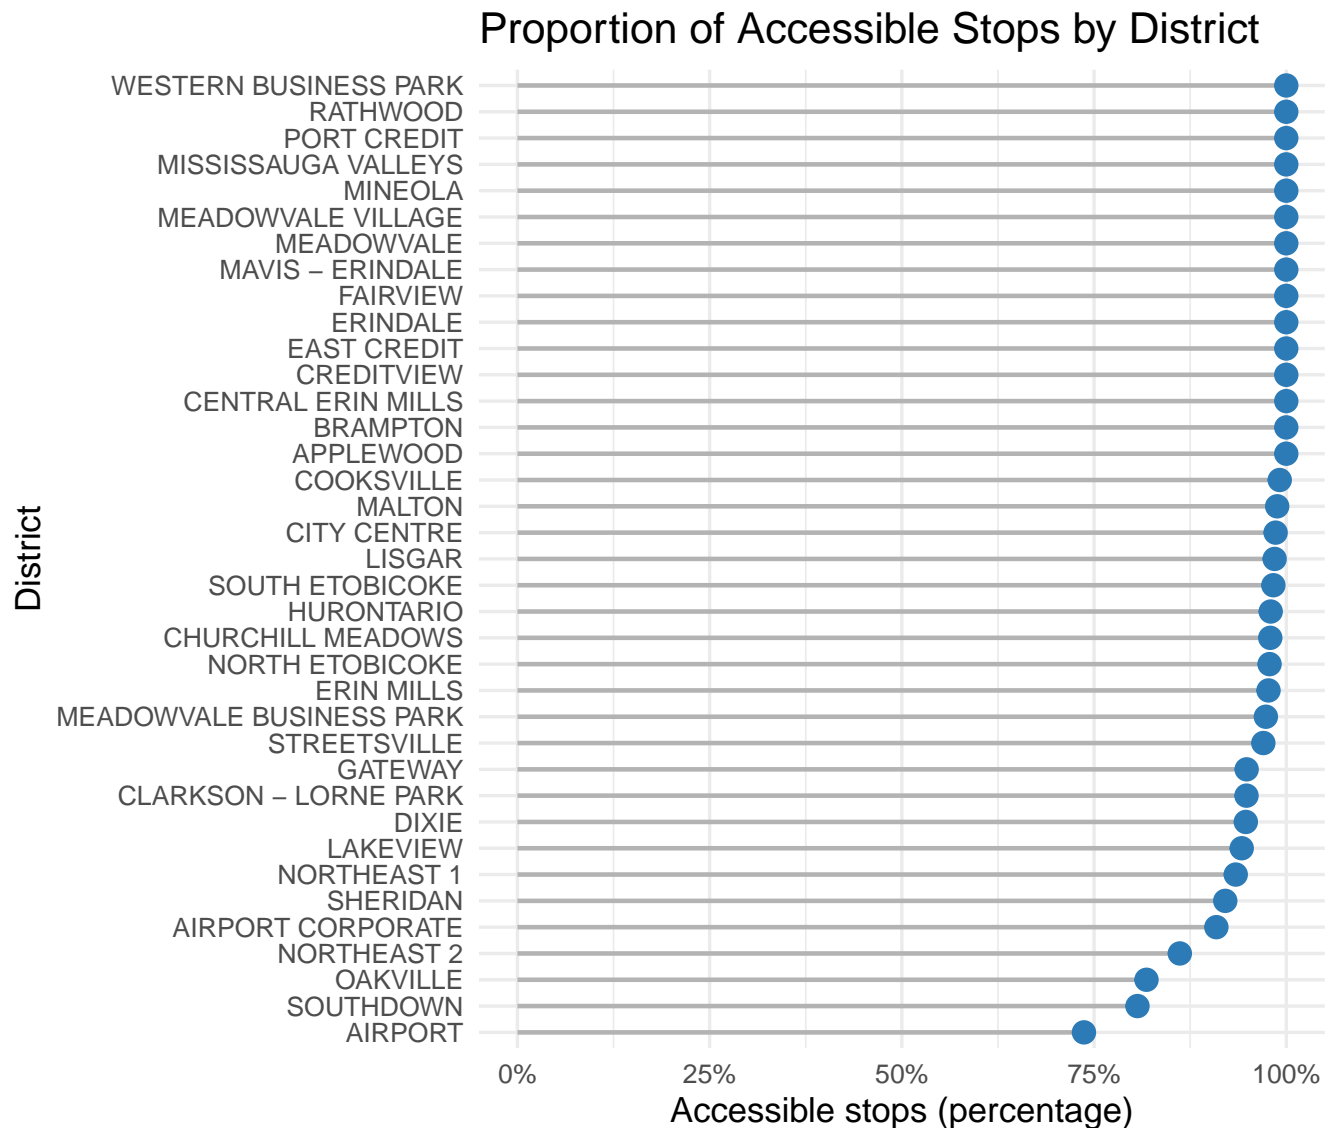 Proportion of Accessible Stops by District
WESTERN BUSINESS PARK
RATHWOOD
PORT CREDIT
MISSISSAUGA VALLEYS
MINEOLA
MEADOWVALE VILLAGE
MEADOWVALE
MAVIS – ERINDALE
FAIRVIEW
ERINDALE
EAST CREDIT
CREDITVIEW
CENTRAL ERIN MILLS
BRAMPTON
APPLEWOOD
COOKSVILLE
MALTON
CITY CENTRE
LISGAR
SOUTH ETOBICOKE
HURONTARIO
CHURCHILL MEADOWS
NORTH ETOBICOKE
ERIN MILLS
MEADOWVALE BUSINESS PARK
STREETSVILLE
GATEWAY
CLARKSON – LORNE PARK
DIXIE
LAKEVIEW
NORTHEAST 1
SHERIDAN
AIRPORT CORPORATE
NORTHEAST 2
OAKVILLE
SOUTHDOWN
AIRPORT
District
0% 25% 50% 75% 100%
Accessible stops (percentage)